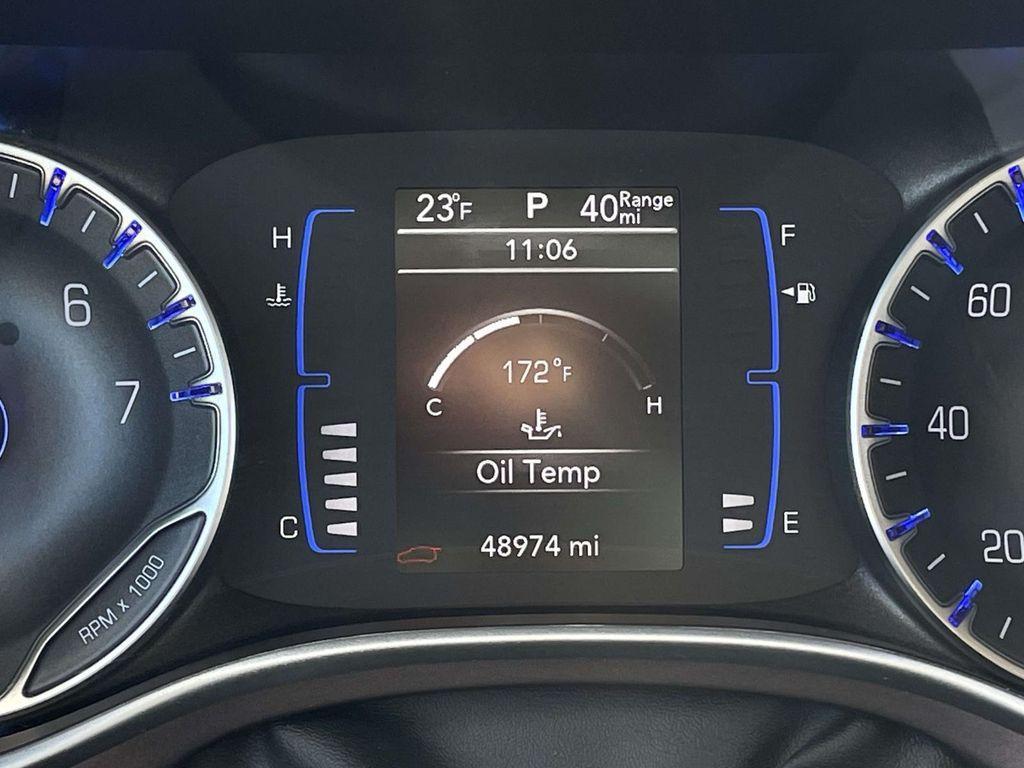 23°F P 40 Range mi
11:06
H
F
6
60
172°F
7
C H
40
Oil Temp
C
E
48974 mi
20
RPM x 1000